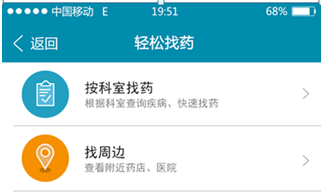 中国移动 E 19:51 68%
返回 轻松找药
按科室找药
根据科室查询疾病、快速找药
找周边
查看附近药店、医院